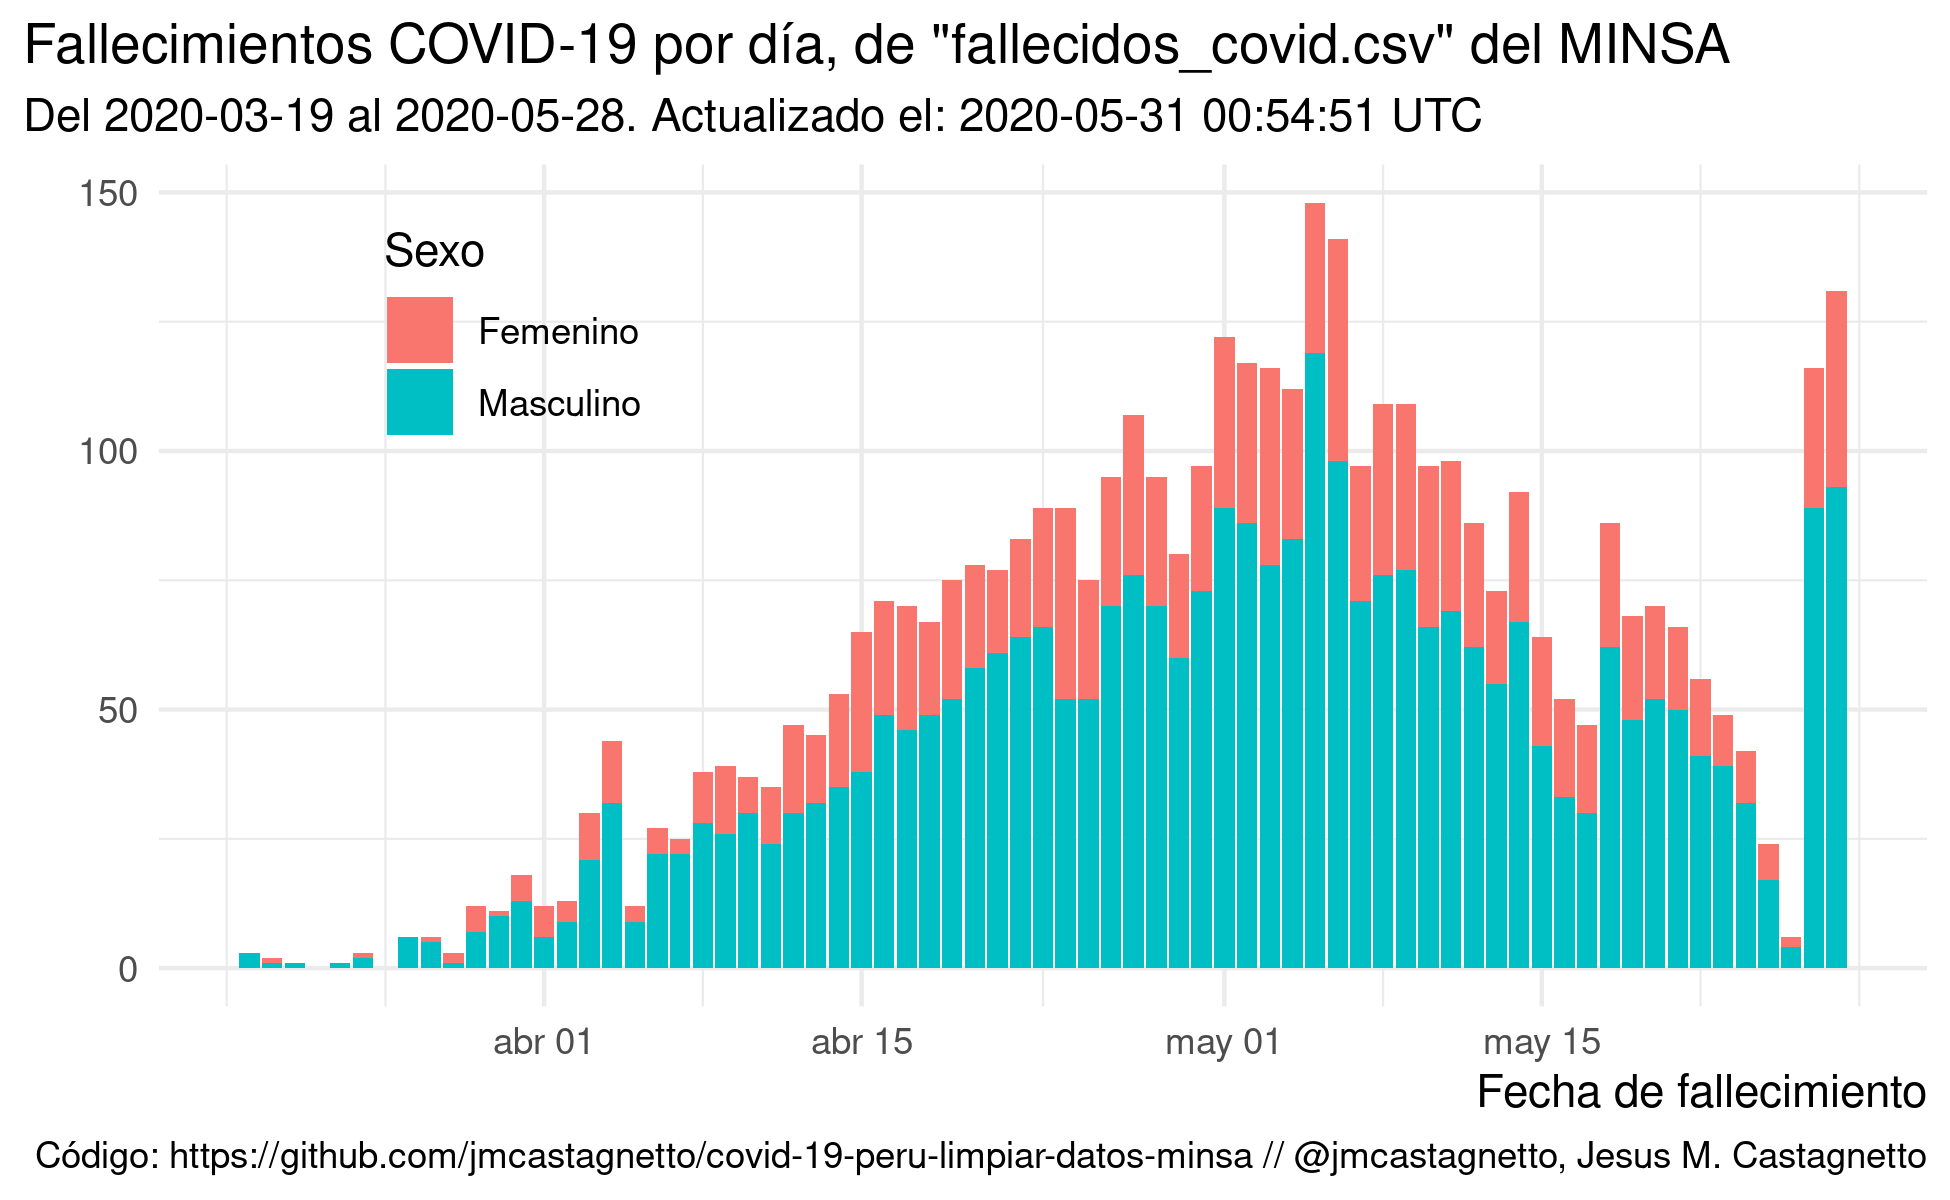 Fallecimientos COVID-19 por día, de "fallecidos_covid.csv" del MINSA
Del 2020-03-19 al 2020-05-28. Actualizado el: 2020-05-31 00:54:51 UTC
150
100
50
0
Sexo
Femenino
Masculino
abr 01
abr 15
may 01
may 15
Fecha de fallecimiento
Código: https://github.com/jmcastagnetto/covid-19-peru-limpiar-datos-minsa // @jmcastagnetto, Jesus M. Castagnetto